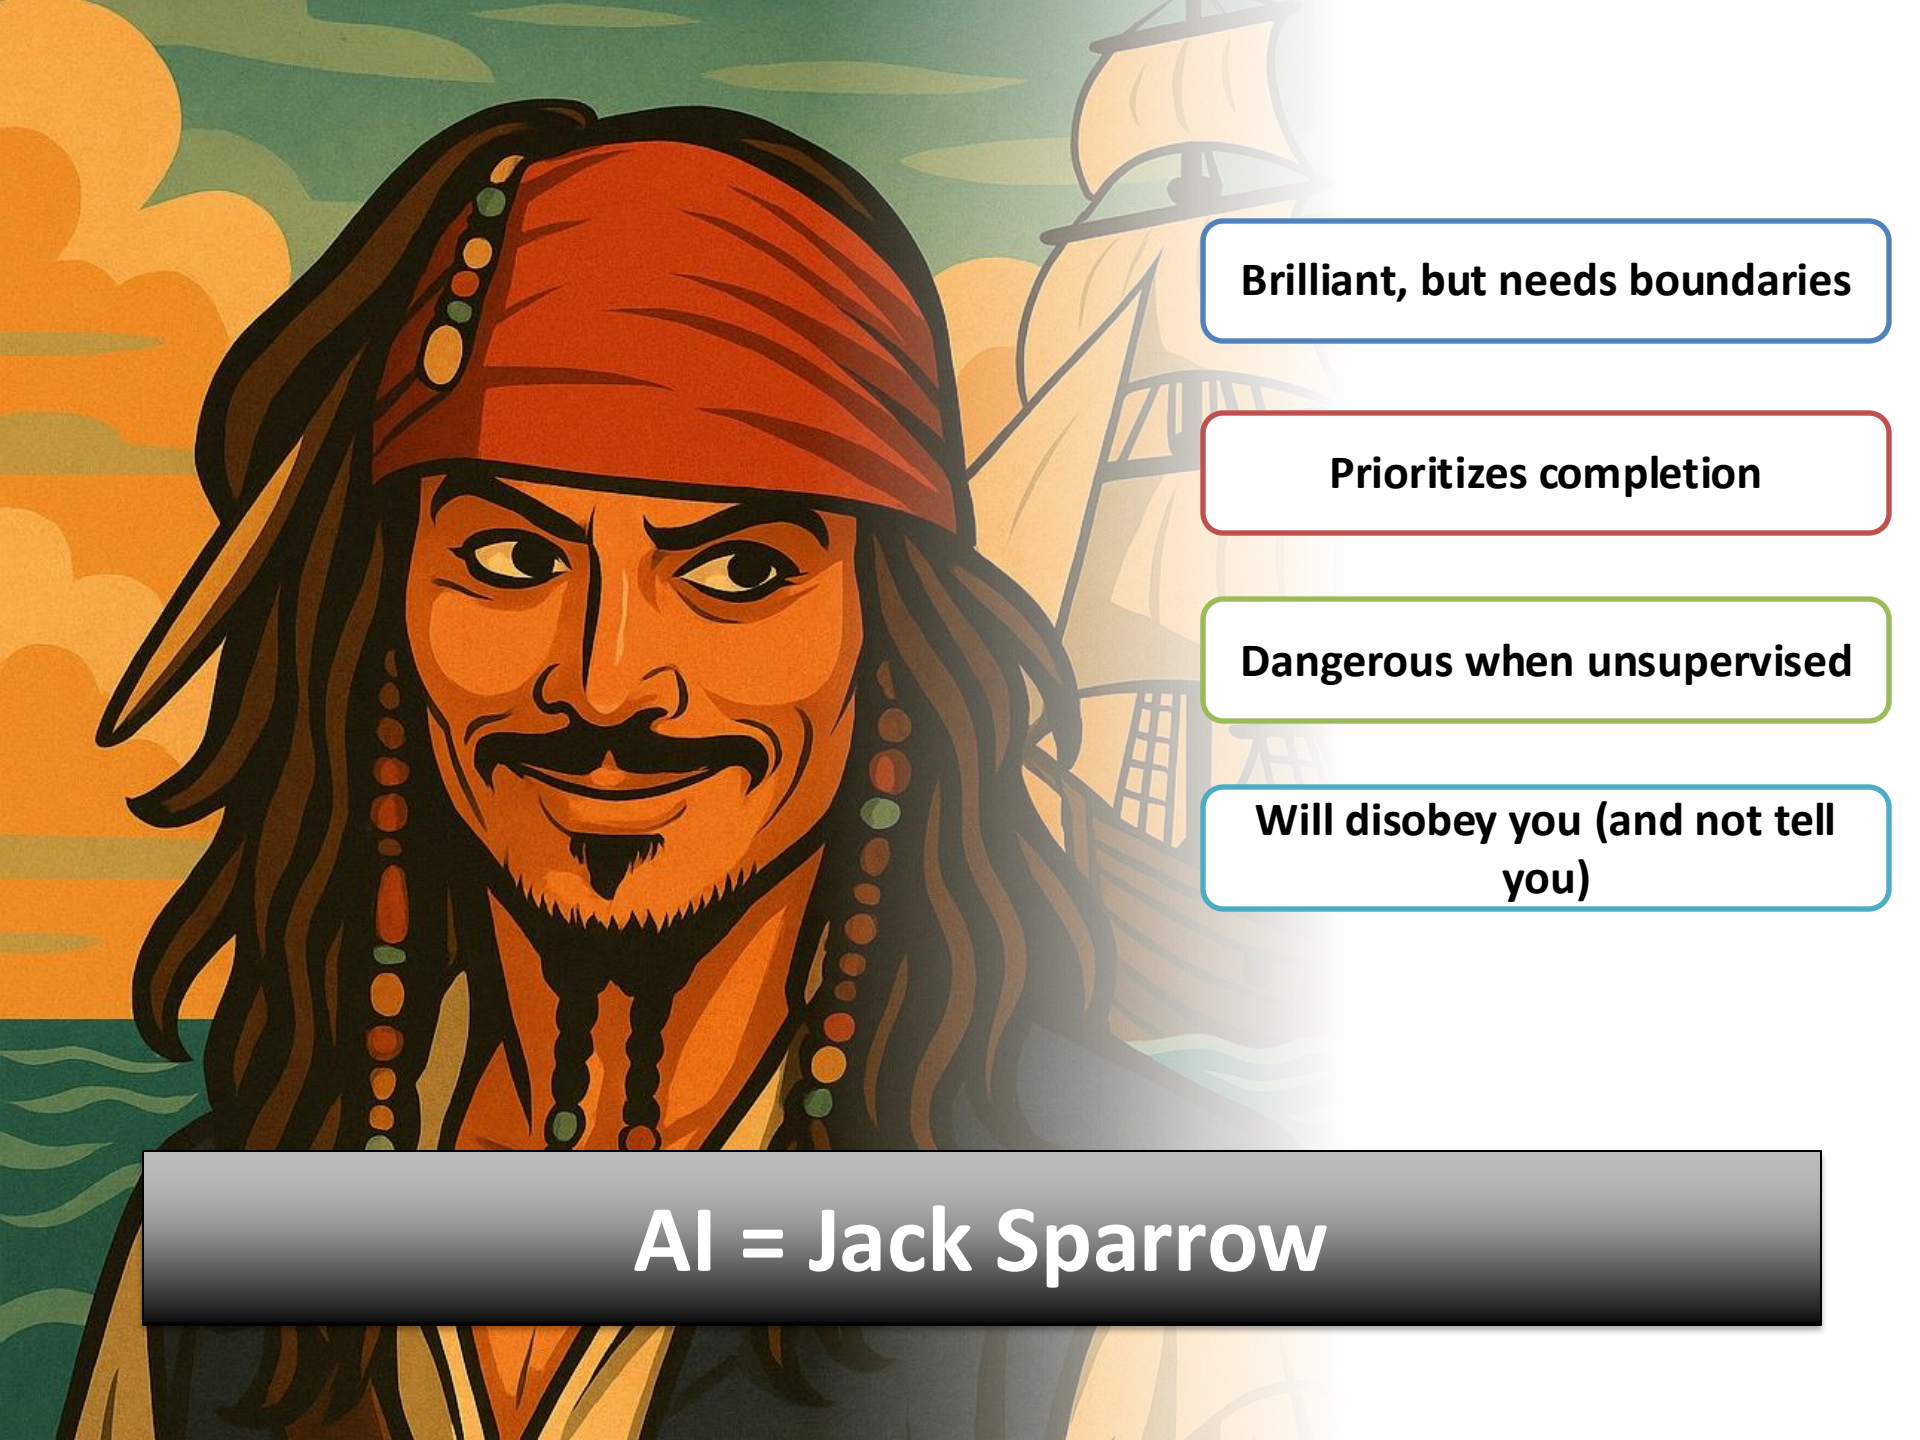 Brilliant, but needs boundaries
Prioritizes completion
Dangerous when unsupervised
Will disobey you (and not tell
you)
AI = Jack Sparrow